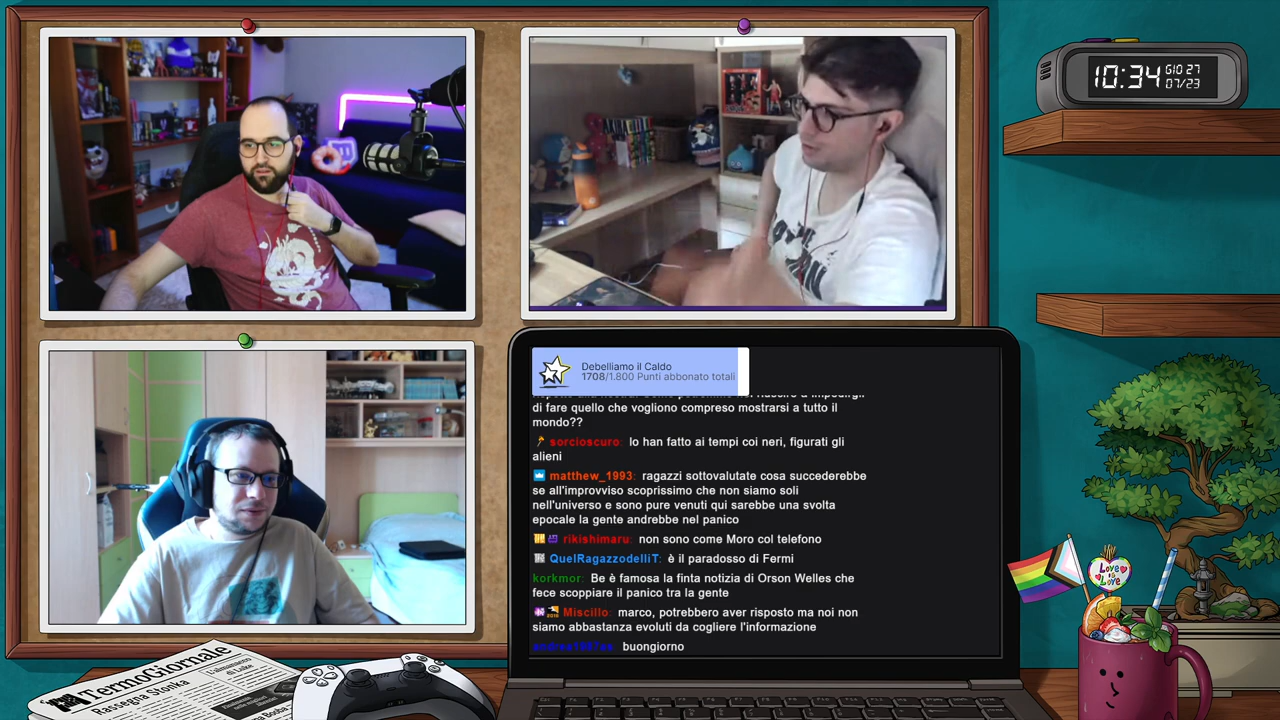 10:34 GIO 27
07/23
Debelliamo il Caldo
1708/1.800 Punti abbonato totali
di fare quello che vogliono compreso mostrarsi a tutto il
mondo??
sorcioscuro: lo han fatto ai tempi coi neri, figurati gli
alieni
matthew_1993: ragazzi sottovalutate cosa succederebbe
se all'improvviso scoprissimo che non siamo soli
nell'universo e sono pure venuti qui sarebbe una svolta
epocale la gente andrebbe nel panico
rikishimaru: non sono come Moro col telefono
QuelRagazzodelliT: è il paradosso di Fermi
korkmor: Be è famosa la finta notizia di Orson Welles che
fece scoppiare il panico tra la gente
Miscillo: marco, potrebbero aver risposto ma noi non
siamo abbastanza evoluti da cogliere l'informazione
buongiorno
Love
is
Love
TermoGiornale
Rassegna Slonka
L'almanacco
di Luke